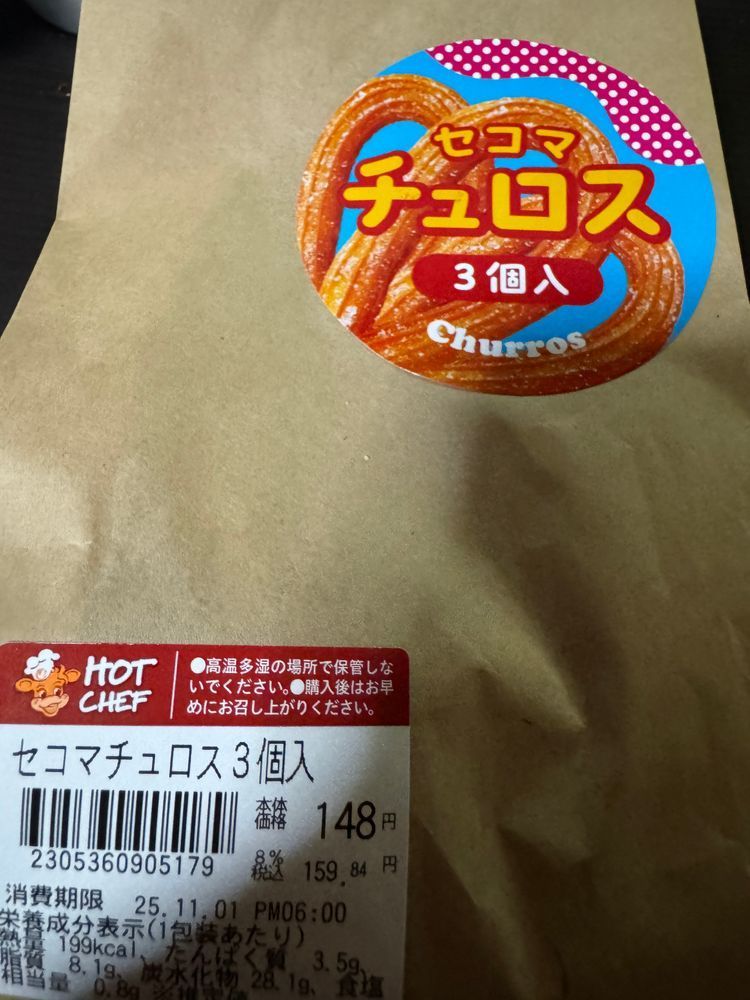 セコマ
チュロス
3個入
Churros
HOT
CHEF
●高温多湿の場所で保管しな
いでください。●購入後はお早
めにお召し上がりください。
セコマチュロス3個入
本体
価格 148円
2305360905179
8%
税込 159.84 円
消費期限 25.11.01 PM06:00
栄養成分表示(1包装あたり)
熱量 199kcal、たんぱく質 3.5g、
脂質 8.1g、炭水化物 28.1g、食塩
相当量 0.8g ※推定値